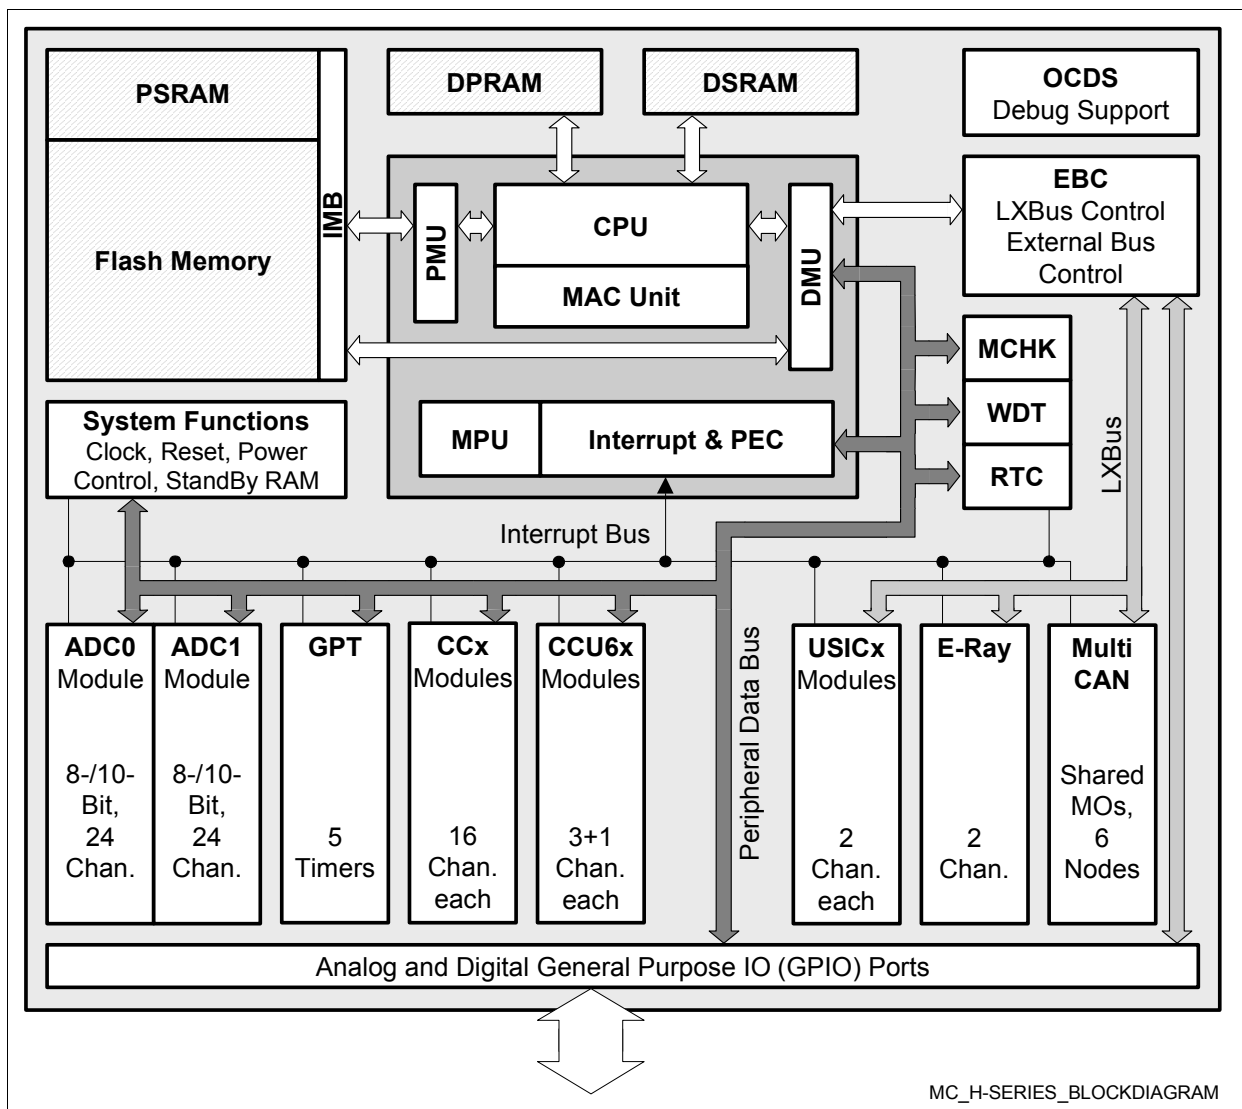 PSRAM
IMB
Flash Memory
DPRAM
DSRAM
OCDS
Debug Support
EBC
LXBus Control
External Bus
Control
PMU
CPU
MAC Unit
DMU
MCHK
WDT
RTC
System Functions
Clock, Reset, Power
Control, StandBy RAM
MPU
Interrupt & PEC
Interrupt Bus
LXBus
Peripheral Data Bus
ADC0
Module
8-/10-
Bit,
24
Chan.
ADC1
Module
8-/10-
Bit,
24
Chan.
GPT
5
Timers
CCx
Modules
16
Chan.
each
CCU6x
Modules
3+1
Chan.
each
USICx
Modules
2
Chan.
each
E-Ray
2
Chan.
Multi
CAN
Shared
MOs,
6
Nodes
Analog and Digital General Purpose IO (GPIO) Ports
MC_H-SERIES_BLOCKDIAGRAM